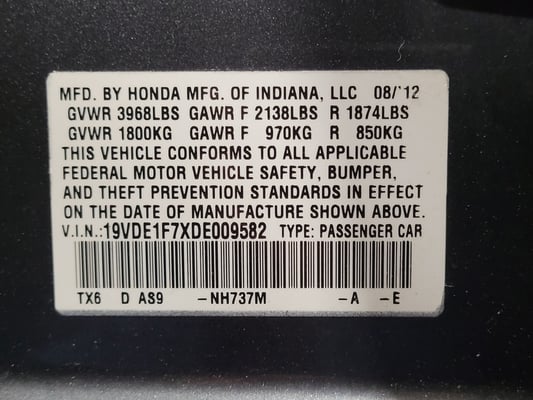 MFD. BY HONDA MFG. OF INDIANA, LLC 08/'12
GVWR 3968LBS GAWR F 2138LBS R 1874LBS
GVWR 1800KG GAWR F 970KG R 850KG
THIS VEHICLE CONFORMS TO ALL APPLICABLE
FEDERAL MOTOR VEHICLE SAFETY, BUMPER,
AND THEFT PREVENTION STANDARDS IN EFFECT
ON THE DATE OF MANUFACTURE SHOWN ABOVE.
V.I.N.:19VDE1F7XDE009582 TYPE: PASSENGER CAR
TX6 D AS9 -NH737M -A -E